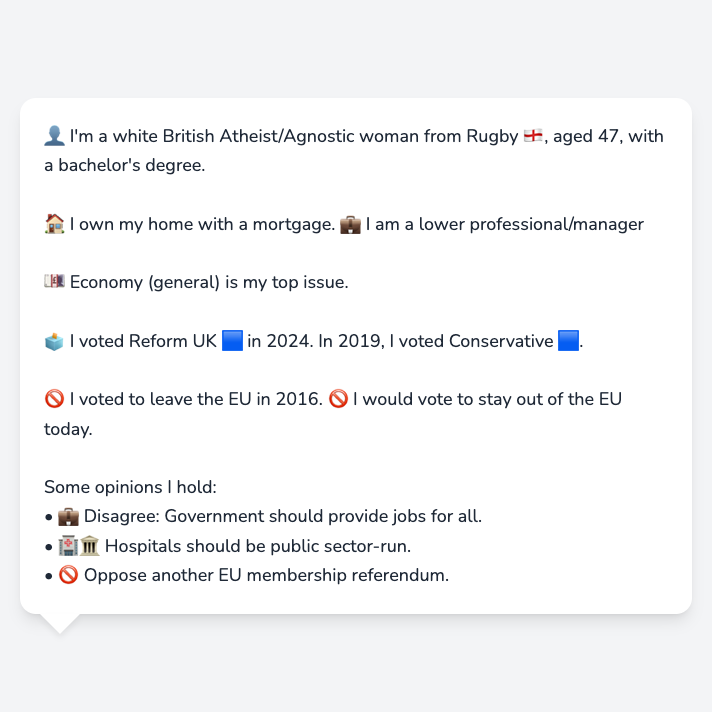 👤 I'm a white British Atheist/Agnostic woman from Rugby 🏴󠁧󠁢󠁥󠁮󠁧󠁿, aged 47, with
a bachelor's degree.
🏠 I own my home with a mortgage. 💼 I am a lower professional/manager
💷 Economy (general) is my top issue.
🗳️ I voted Reform UK 🟦 in 2024. In 2019, I voted Conservative 🟦.
🚫 I voted to leave the EU in 2016. 🚫 I would vote to stay out of the EU
today.
Some opinions I hold:
• 💼 Disagree: Government should provide jobs for all.
• 🏥🏛️ Hospitals should be public sector-run.
• 🚫 Oppose another EU membership referendum.